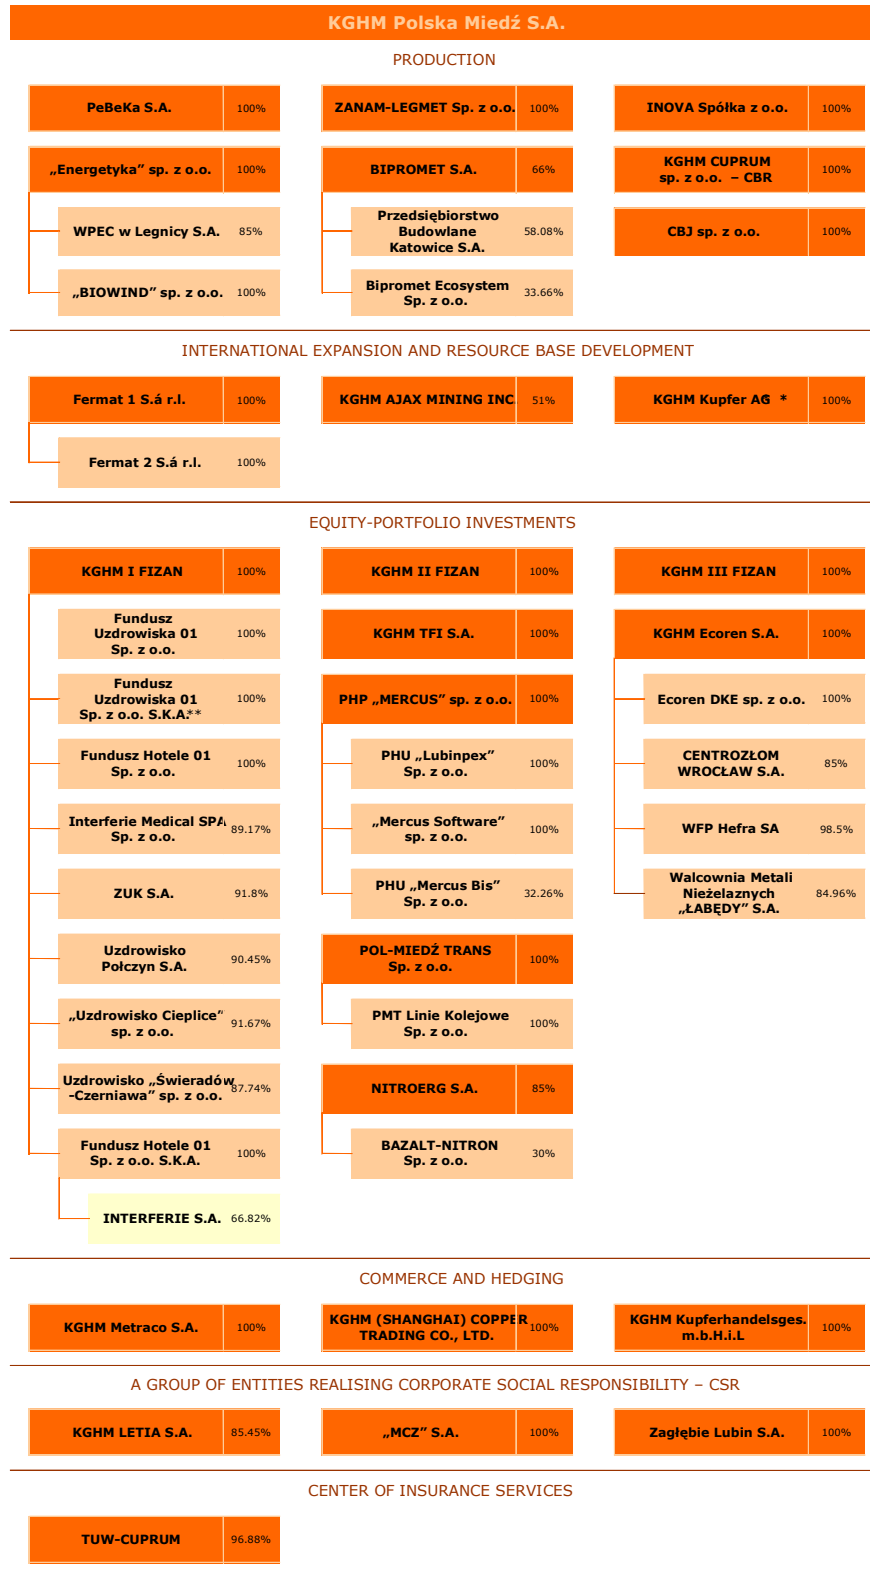 KGHM Polska Miedź S.A.
PRODUCTION
PeBeKa S.A. 100%
ZANAM-LEGMET Sp. z o.o. 100%
INOVA Spółka z o.o. 100%
„Energetyka” sp. z o.o. 100%
BIPROMET S.A. 66%
KGHM CUPRUM
sp. z o.o. – CBR 100%
WPEC w Legnicy S.A. 85%
Przedsiębiorstwo
Budowlane
Katowice S.A. 58.08%
CBJ sp. z o.o. 100%
„BIOWIND” sp. z o.o. 100%
Bipromet Ecosystem
Sp. z o.o. 33.66%
INTERNATIONAL EXPANSION AND RESOURCE BASE DEVELOPMENT
Fermat 1 S.á r.l. 100%
KGHM AJAX MINING INC. 51%
KGHM Kupfer AG * 100%
Fermat 2 S.á r.l. 100%
EQUITY-PORTFOLIO INVESTMENTS
KGHM I FIZAN 100%
KGHM II FIZAN 100%
KGHM III FIZAN 100%
Fundusz
Uzdrowiska 01
Sp. z o.o. 100%
KGHM TFI S.A. 100%
KGHM Ecoren S.A. 100%
Fundusz
Uzdrowiska 01
Sp. z o.o. S.K.A.** 100%
PHP „MERCUS” sp. z o.o. 100%
Ecoren DKE sp. z o.o. 100%
Fundusz Hotele 01
Sp. z o.o. 100%
PHU „Lubinpex”
Sp. z o.o. 100%
CENTROZŁOM
WROCŁAW S.A. 85%
Interferie Medical SPA
Sp. z o.o. 89.17%
„Mercus Software”
sp. z o.o. 100%
WFP Hefra SA 98.5%
ZUK S.A. 91.8%
PHU „Mercus Bis”
Sp. z o.o. 32.26%
Walcownia Metali
Nieżelaznych
„ŁABĘDY” S.A. 84.96%
Uzdrowisko
Połczyn S.A. 90.45%
POL-MIEDŹ TRANS
Sp. z o.o. 100%
„Uzdrowisko Cieplice”
sp. z o.o. 91.67%
PMT Linie Kolejowe
Sp. z o.o. 100%
Uzdrowisko „Świeradów
-Czerniawa” sp. z o.o. 87.74%
NITROERG S.A. 85%
Fundusz Hotele 01
Sp. z o.o. S.K.A. 100%
BAZALT-NITRON
Sp. z o.o. 30%
INTERFERIE S.A. 66.82%
COMMERCE AND HEDGING
KGHM Metraco S.A. 100%
KGHM (SHANGHAI) COPPER
TRADING CO., LTD. 100%
KGHM Kupferhandelsges.
m.b.H.i.L 100%
A GROUP OF ENTITIES REALISING CORPORATE SOCIAL RESPONSIBILITY – CSR
KGHM LETIA S.A. 85.45%
„MCZ” S.A. 100%
Zagłębie Lubin S.A. 100%
CENTER OF INSURANCE SERVICES
TUW-CUPRUM 96.88%